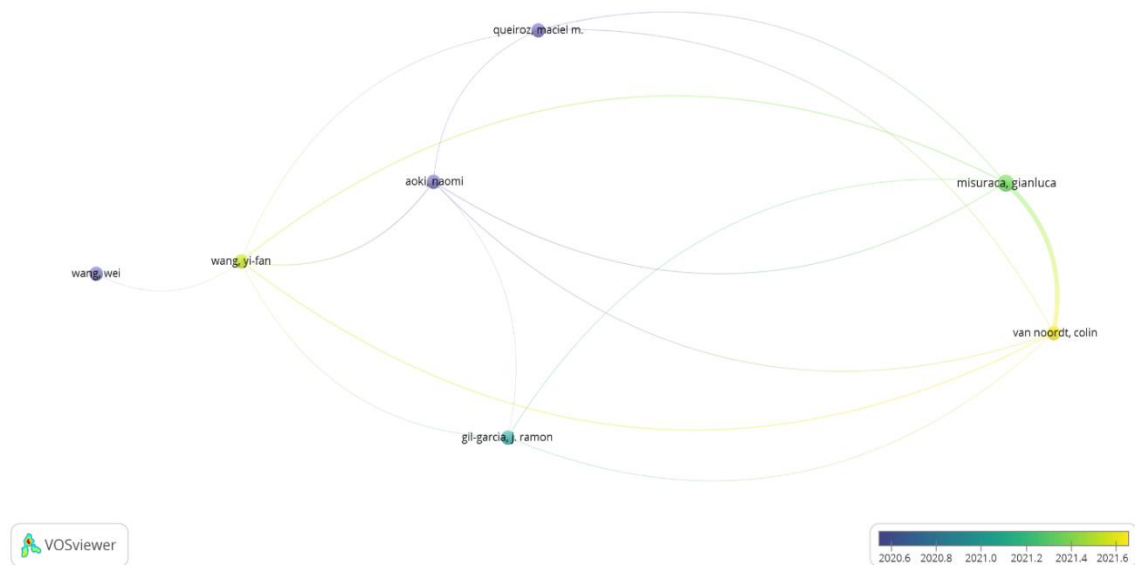 queiroz, maciel m.
aoki, naomi
misuraca, gianluca
wang, yi-fan
wang, wei
van noordt, colin
gil-garcia, j. ramon
VOSviewer
2020.6 2020.8 2021.0 2021.2 2021.4 2021.6